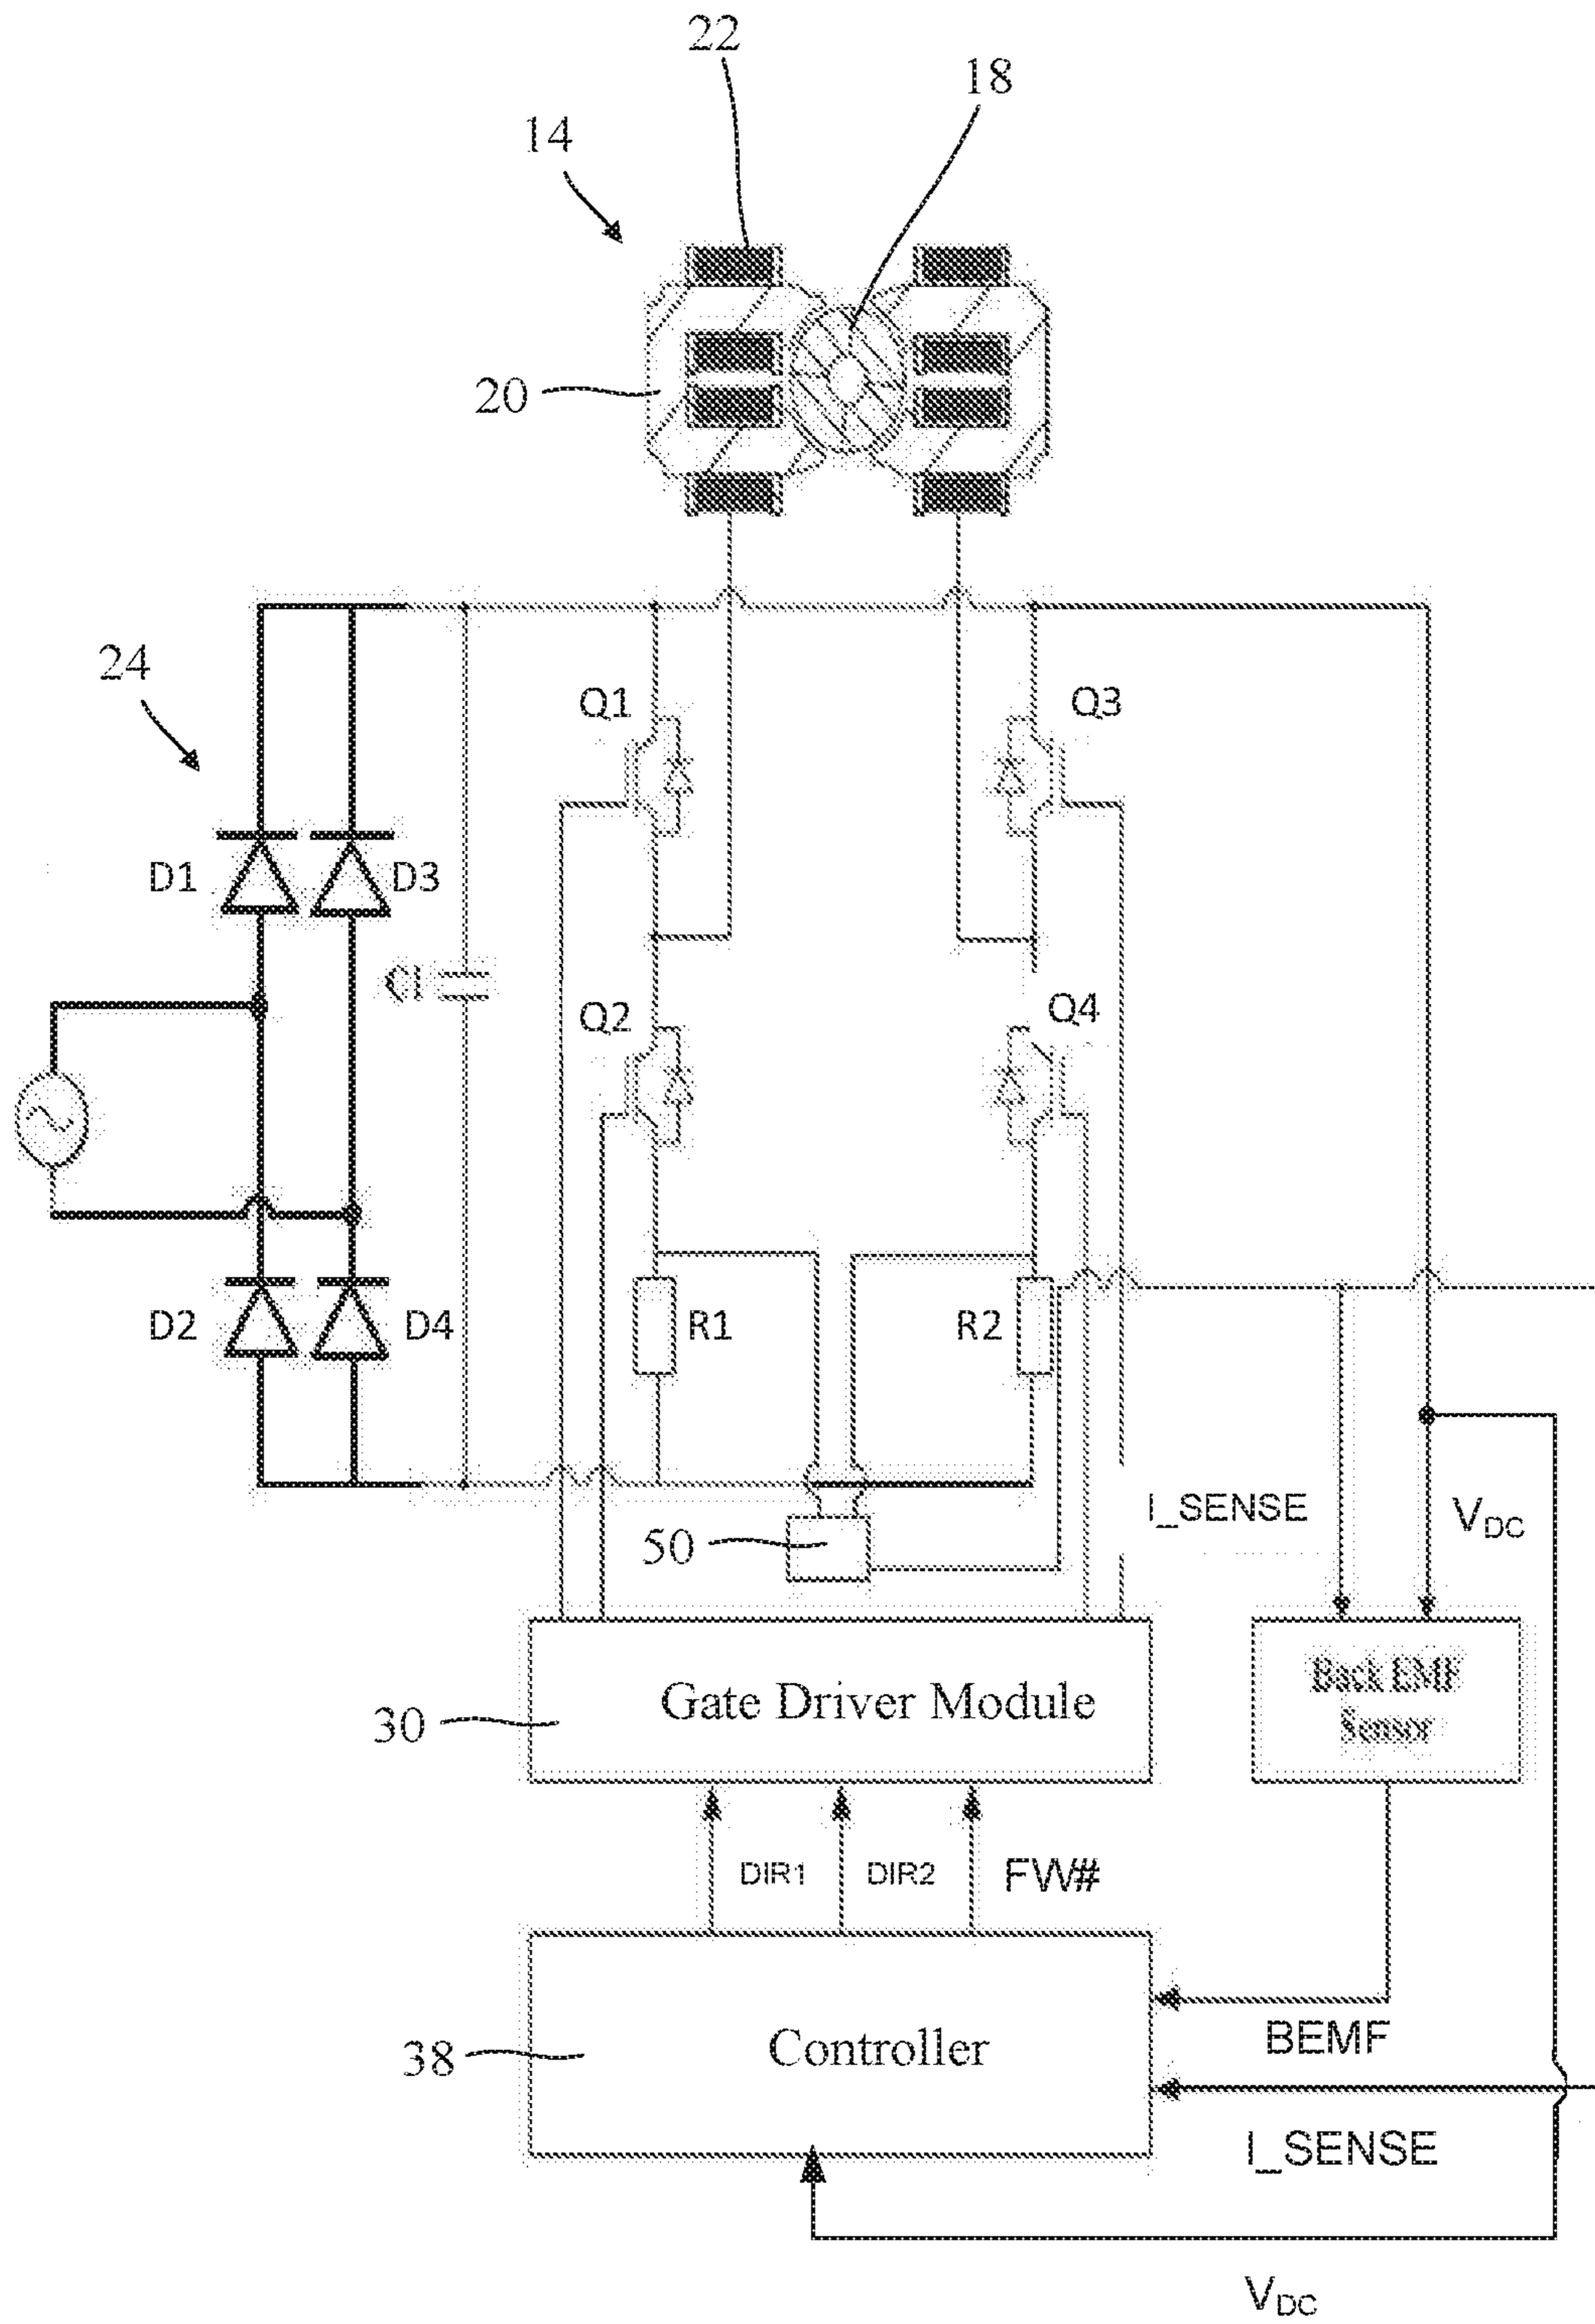 22
18
14
20
24
Q1
Q3
D1
D3
C1
Q2
Q4
D2
D4
R1
R2
I_SENSE
VDC
50
Back EMF
Sensor
Gate Driver Module
30
DIR1
DIR2
FW#
Controller
38
BEMF
I_SENSE
VDC